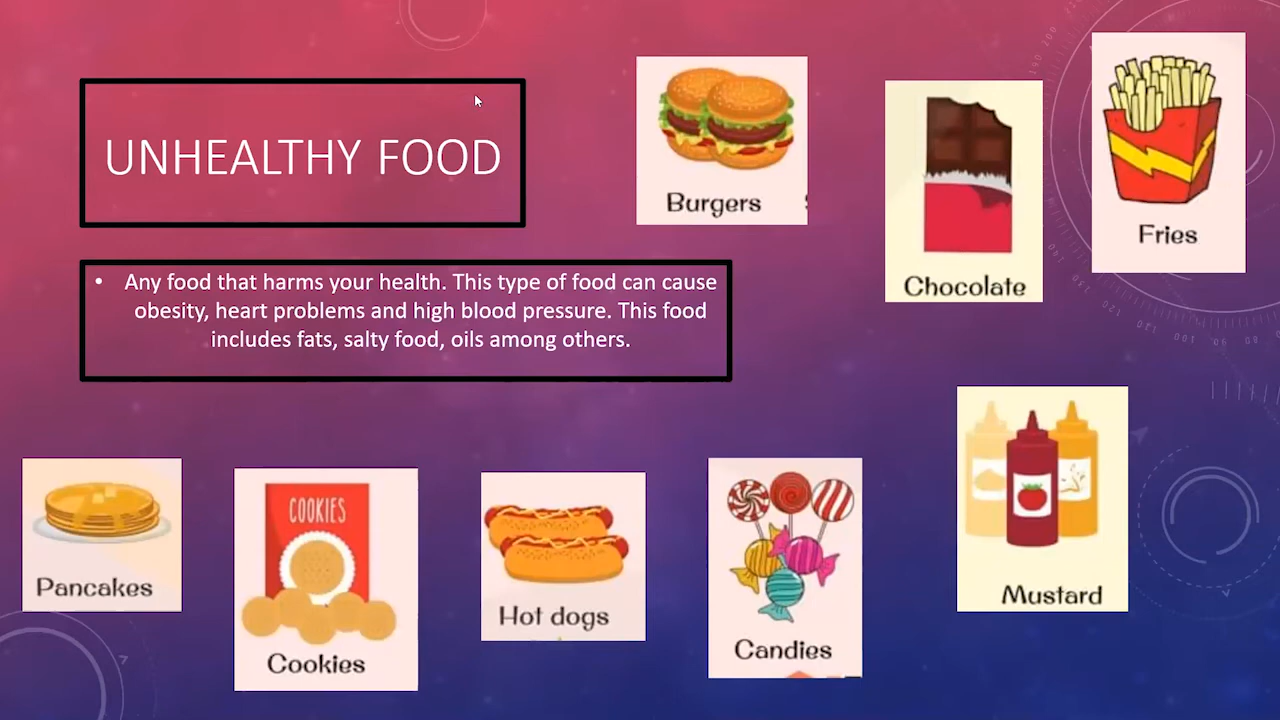 UNHEALTHY FOOD
• Any food that harms your health. This type of food can cause
obesity, heart problems and high blood pressure. This food
includes fats, salty food, oils among others.
Burgers
Chocolate
Fries
Pancakes
COOKIES
Cookies
Hot dogs
Candies
Mustard